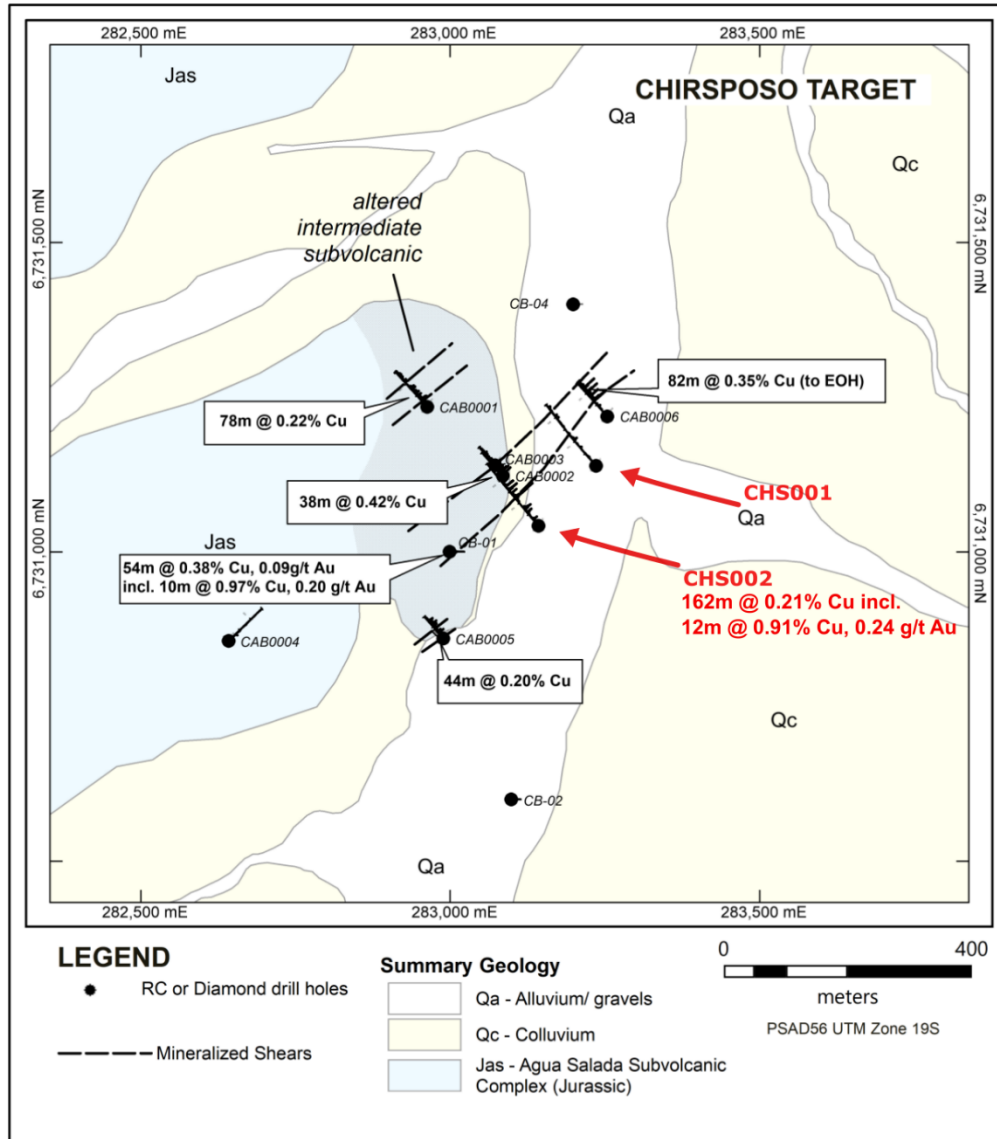 282,500 mE
283,000 mE
283,500 mE
Jas
CHIRSPOSO TARGET
Qa
Qc
altered
intermediate
subvolcanic
6,731,500 mN
6,731,500 mN
CB-04
82m @ 0.35% Cu (to EOH)
CAB0001
CAB0006
78m @ 0.22% Cu
CAB0003
CAB0002
CHS001
38m @ 0.42% Cu
Qa
CB-01
Jas
6,731,000 mN
6,731,000 mN
54m @ 0.38% Cu, 0.09g/t Au
incl. 10m @ 0.97% Cu, 0.20 g/t Au
CHS002
162m @ 0.21% Cu incl.
12m @ 0.91% Cu, 0.24 g/t Au
CAB0004
CAB0005
44m @ 0.20% Cu
Qc
CB-02
Qa
282,500 mE
283,000 mE
283,500 mE
LEGEND
RC or Diamond drill holes
Mineralized Shears
Summary Geology
Qa - Alluvium/ gravels
Qc - Colluvium
Jas - Agua Salada Subvolcanic
Complex (Jurassic)
0
400
meters
PSAD56 UTM Zone 19S